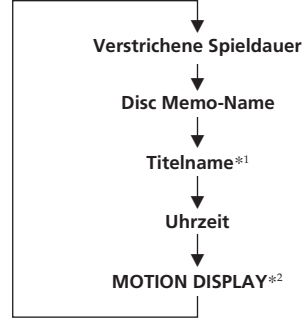 Verstrichene Spieldauer
Disc Memo-Name
Titelname*1
Uhrzeit
MOTION DISPLAY*2